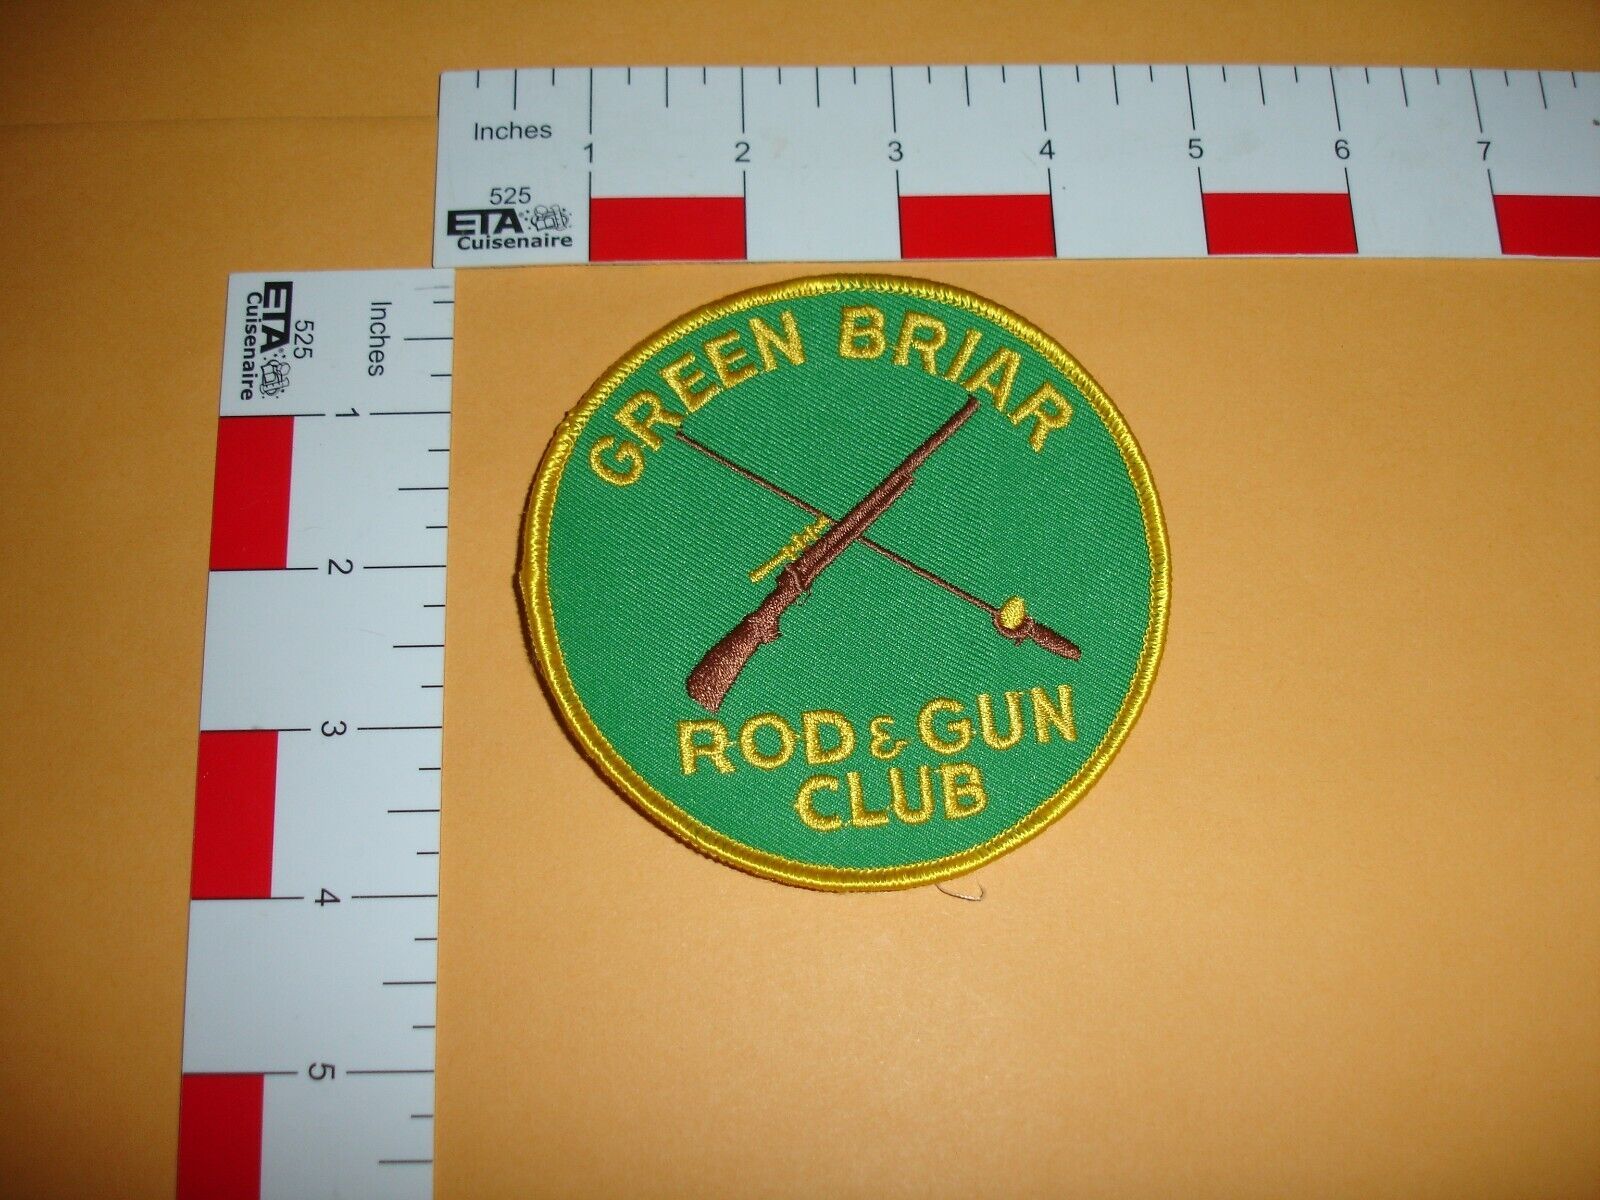 Inches
1 2 3 4 5 6 7
525
ETA
Cuisenaire
ETA
Cuisenaire
525
Inches
1
2
3
4
5
GREEN BRIAR
ROD & GUN
CLUB